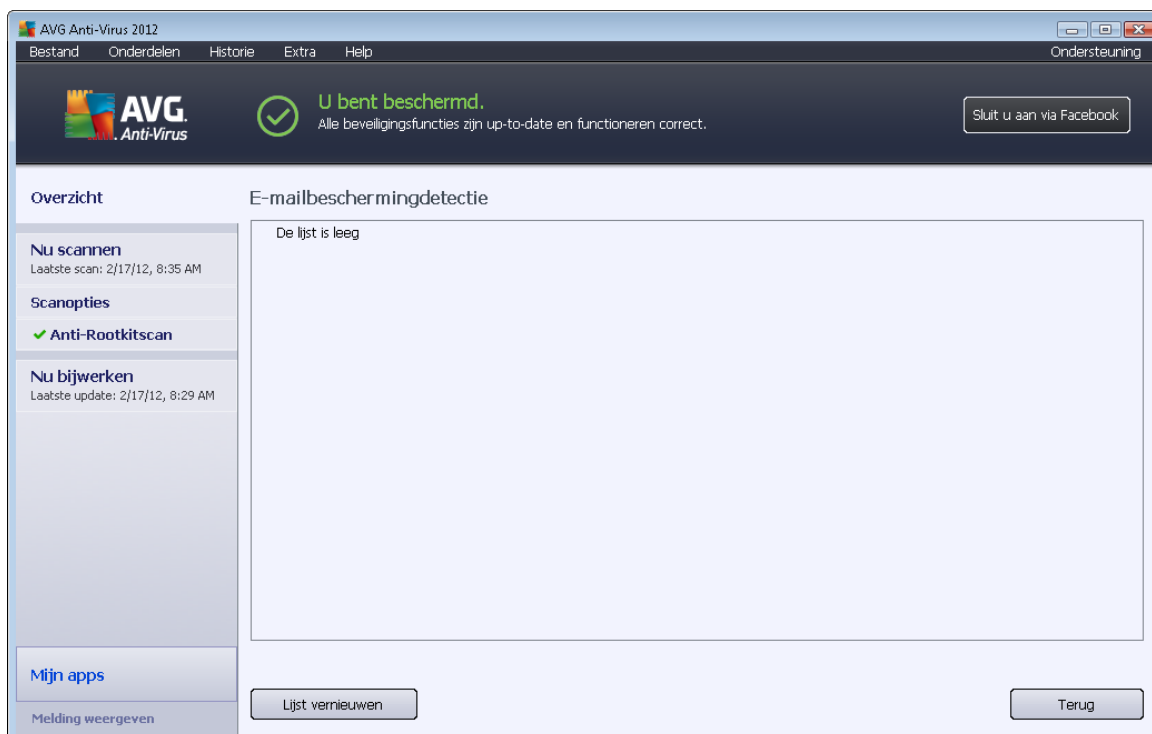 AVG Anti-Virus 2012
Bestand Onderdelen Historie Extra Help Ondersteuning
AVG.
Anti-Virus
U bent beschermd.
Alle beveiligingsfuncties zijn up-to-date en functioneren correct.
Sluit u aan via Facebook
Overzicht
Nu scannen
Laatste scan: 2/17/12, 8:35 AM
Scanopties
Anti-Rootkitscan
Nu bijwerken
Laatste update: 2/17/12, 8:29 AM
Mijn apps
Melding weergeven
E-mailbeschermingdetectie
De lijst is leeg
Lijst vernieuwen
Terug